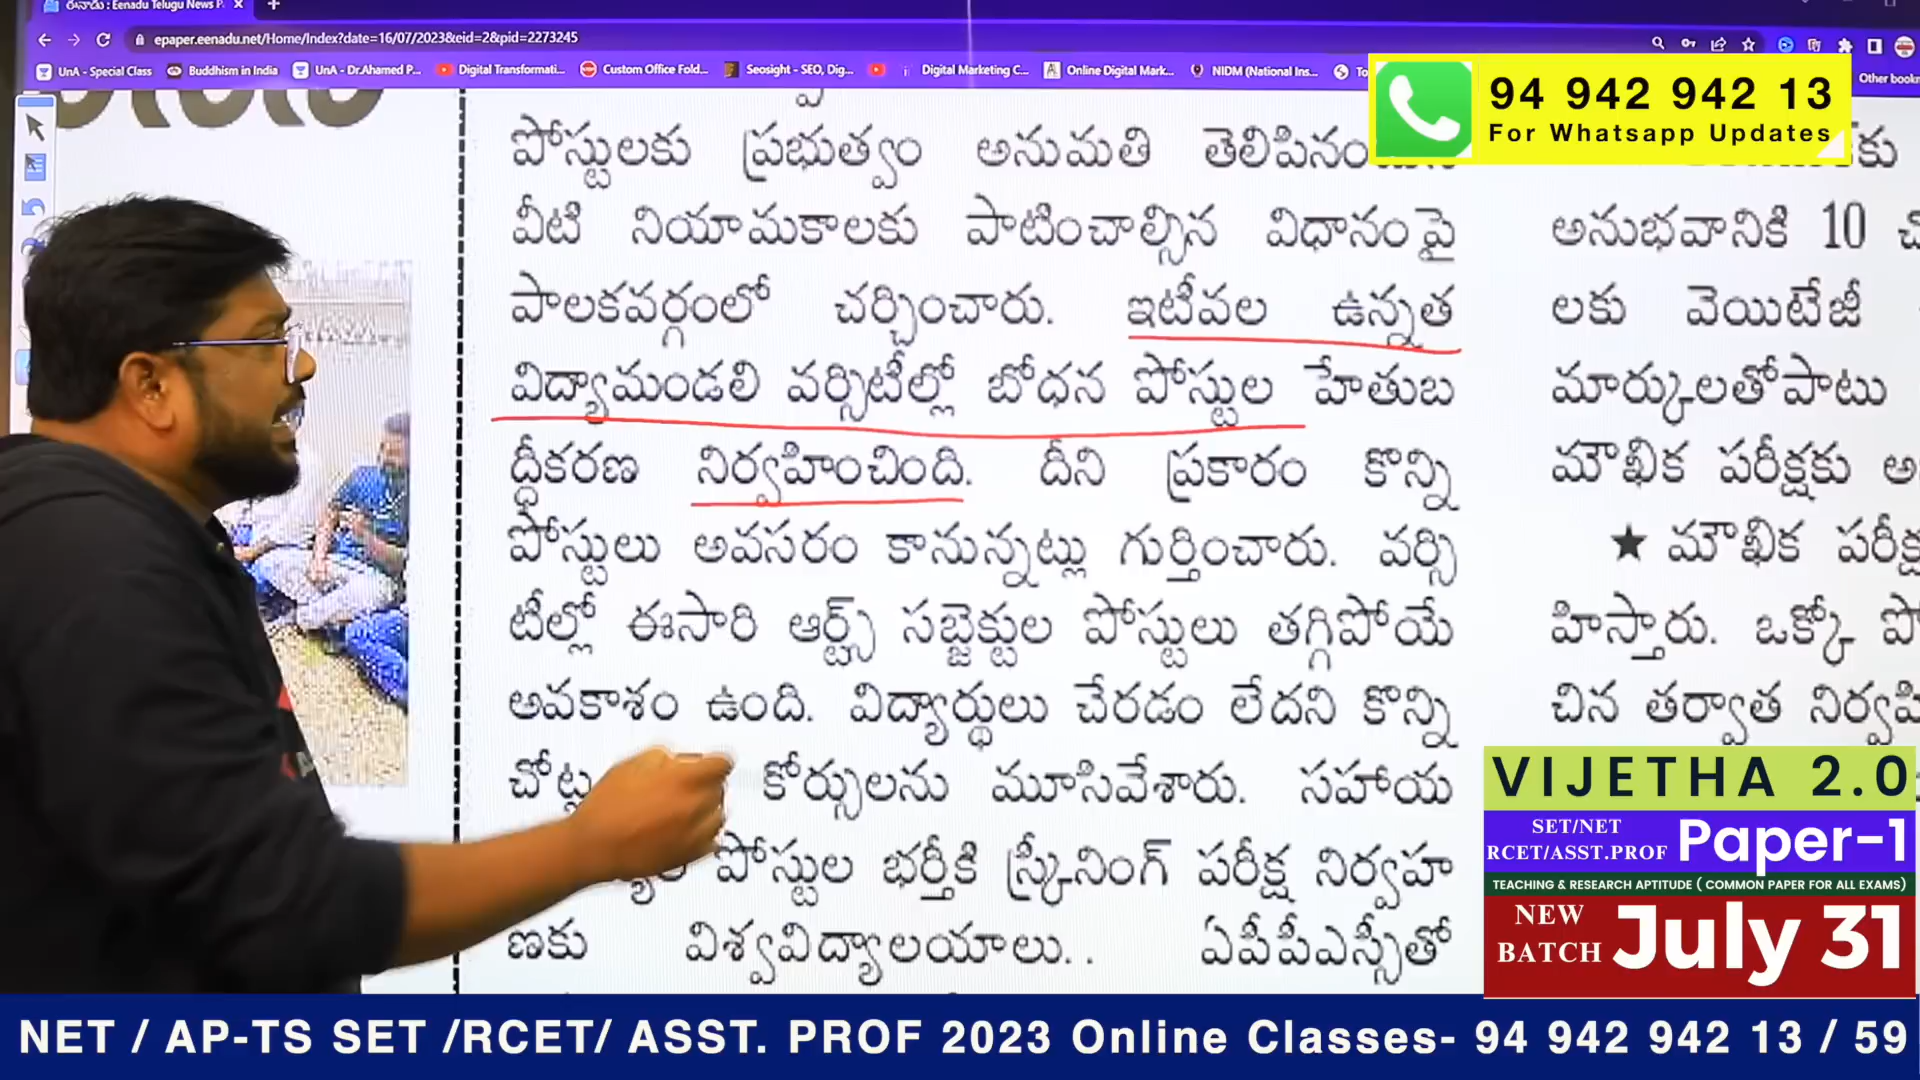 ఈనాడు : Eenadu Telugu News P
epaper.eenadu.net/Home/Index?date=16/07/2023&eid=2&pid=2273245
UnA - Special Class
Buddhism in India
UnA - Dr.Ahamed P...
Digital Transformati...
Custom Office Fold...
Seosight - SEO, Dig...
Digital Marketing C...
Online Digital Mark...
NIDM (National Ins...
Other book
94 942 942 13
For Whatsapp Updates
పోస్టులకు ప్రభుత్వం అనుమతి
వీటి నియామకాలకు పాటించాల్సిన విధానంపై
పాలకవర్గంలో చర్చించారు. ఇటీవల ఉన్నత
విద్యామండలి వర్సిటీల్లో బోధన పోస్టుల హేతుబ
ద్ధీకరణ నిర్వహించింది. దీని ప్రకారం కొన్ని
పోస్టులు అవసరం కానున్నట్లు గుర్తించారు. వర్సి
టీల్లో ఈసారి ఆర్ట్స్ సబ్జెక్టుల పోస్టులు తగ్గిపోయే
అవకాశం ఉంది. విద్యార్థులు చేరడం లేదని కొన్ని
చోట్ల కోర్సులను మూసివేశారు. సహాయ
పోస్టుల భర్తీకి స్క్రీనింగ్ పరీక్ష నిర్వహ
ణకు విశ్వవిద్యాలయాలు.. ఏపీపీఎస్సీతో
అనుభవానికి 10
లకు వెయిటేజీ
మార్కులతోపాటు
మౌఖిక పరీక్షకు
★ మౌఖిక
హిస్తారు. ఒక్కో
చిన తర్వాత
VIJETHA 2.0
SET/NET
RCET/ASST.PROF Paper-1
TEACHING & RESEARCH APTITUDE ( COMMON PAPER FOR ALL EXAMS)
NEW
BATCH July 31
NET / AP-TS SET /RCET/ ASST. PROF 2023 Online Classes- 94 942 942 13 / 59